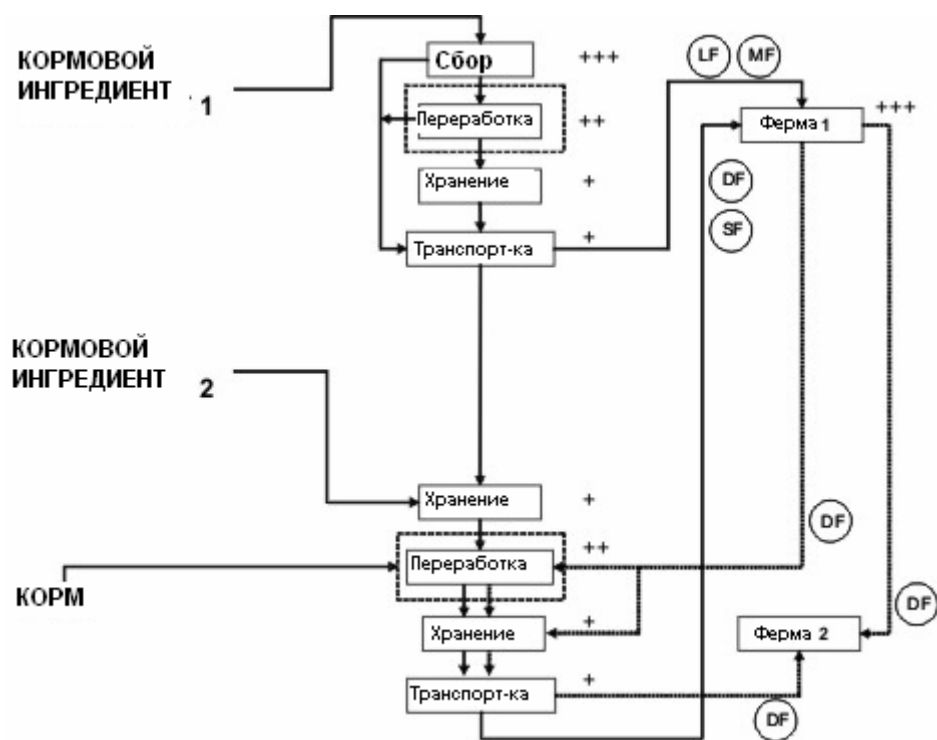 КОРМОВОЙ
ИНГРЕДИЕНТ 1
Сбор +++
LF MF
Переработка ++
Ферма 1 +++
Хранение +
DF
SF
Транспорт-ка +
КОРМОВОЙ
ИНГРЕДИЕНТ 2
Хранение +
DF
++
Переработка
КОРМ
DF
Хранение +
Ферма 2
Транспорт-ка +
DF